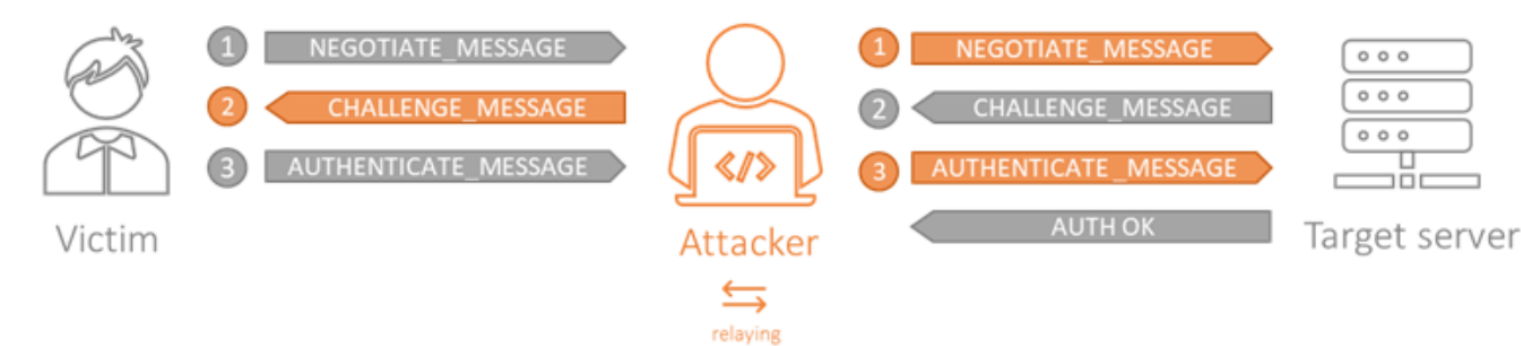 1 NEGOTIATE_MESSAGE
2 CHALLENGE_MESSAGE
3 AUTHENTICATE_MESSAGE
Victim
</>
Attacker
relaying
1 NEGOTIATE_MESSAGE
2 CHALLENGE_MESSAGE
3 AUTHENTICATE_MESSAGE
AUTH OK
Target server